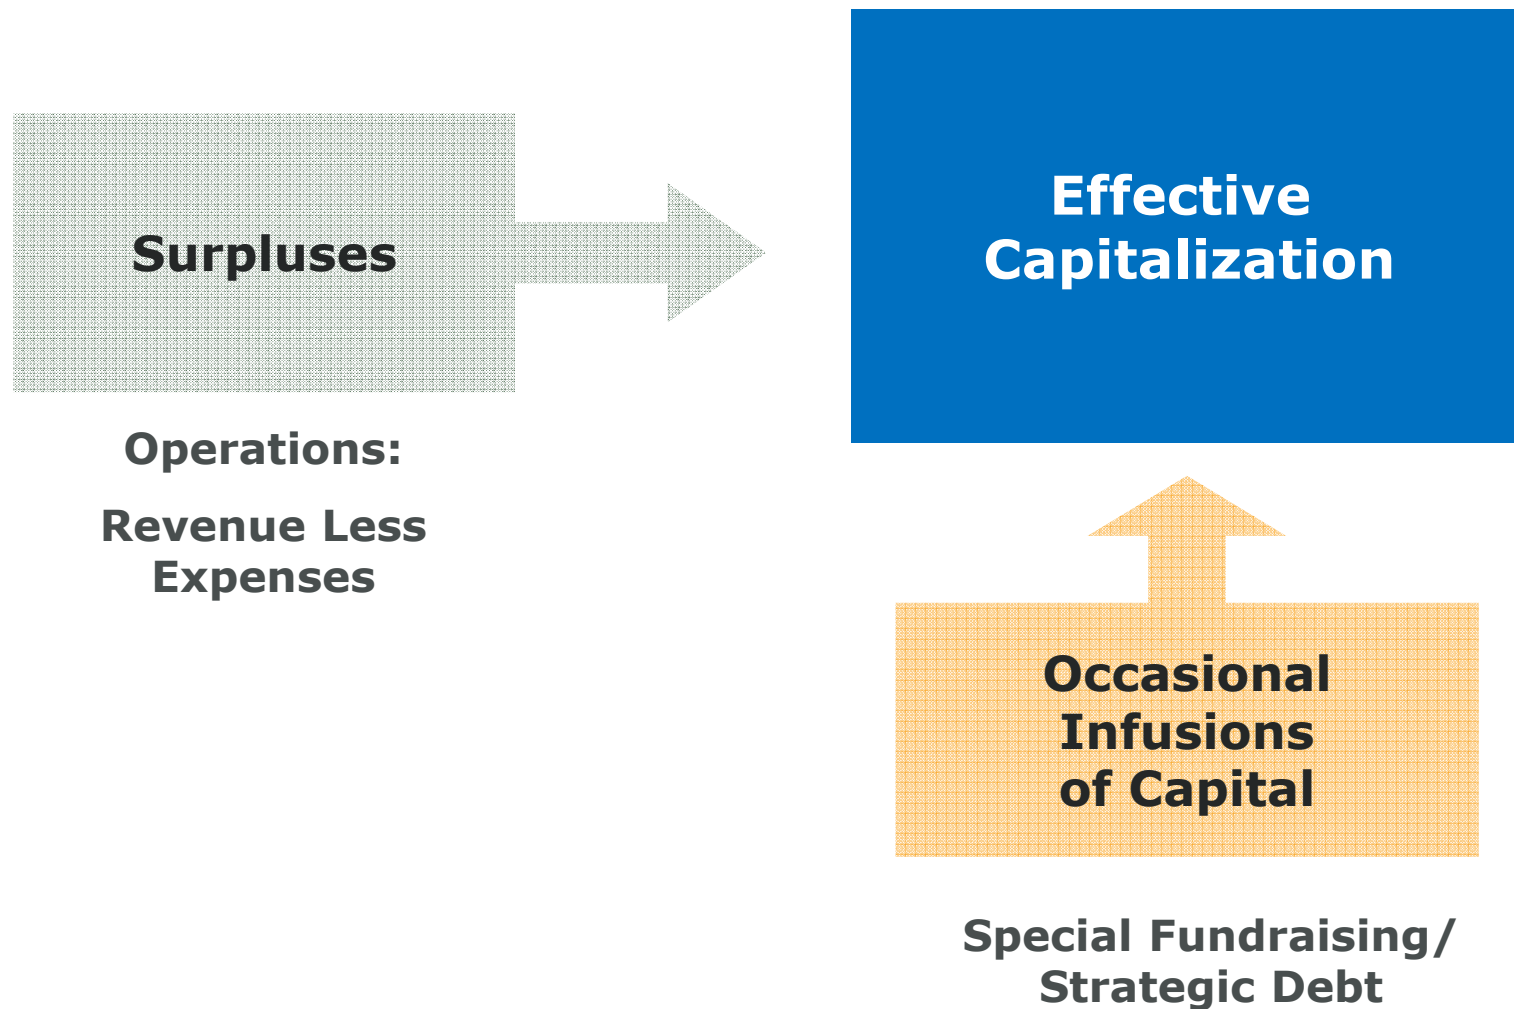 Surpluses
Operations:
Revenue Less
Expenses
Effective
Capitalization
Occasional
Infusions
of Capital
Special Fundraising/
Strategic Debt